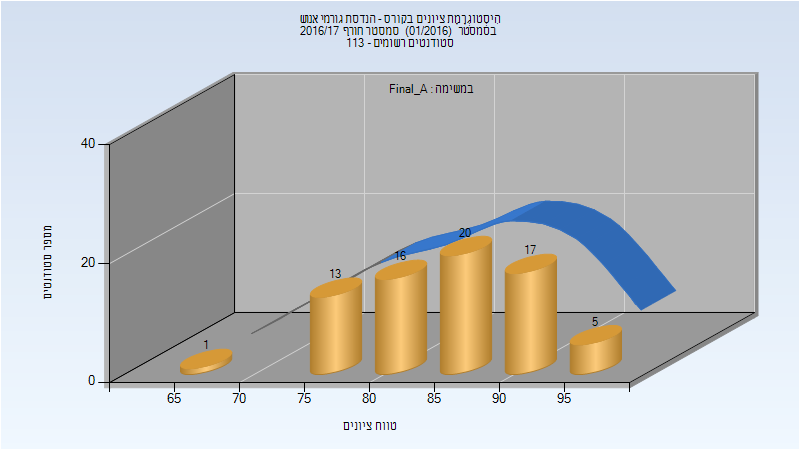 היסטוגרמת ציונים בקורס - הנדסת גורמי אנוש
בסמסטר (01/2016) סמסטר חורף 2016/17
סטודנטים רשומים - 113
במשימה : Final_A
מספר סטודנטים
40
20
0
1
13
16
20
17
5
65
70
75
80
85
90
95
טווח ציונים